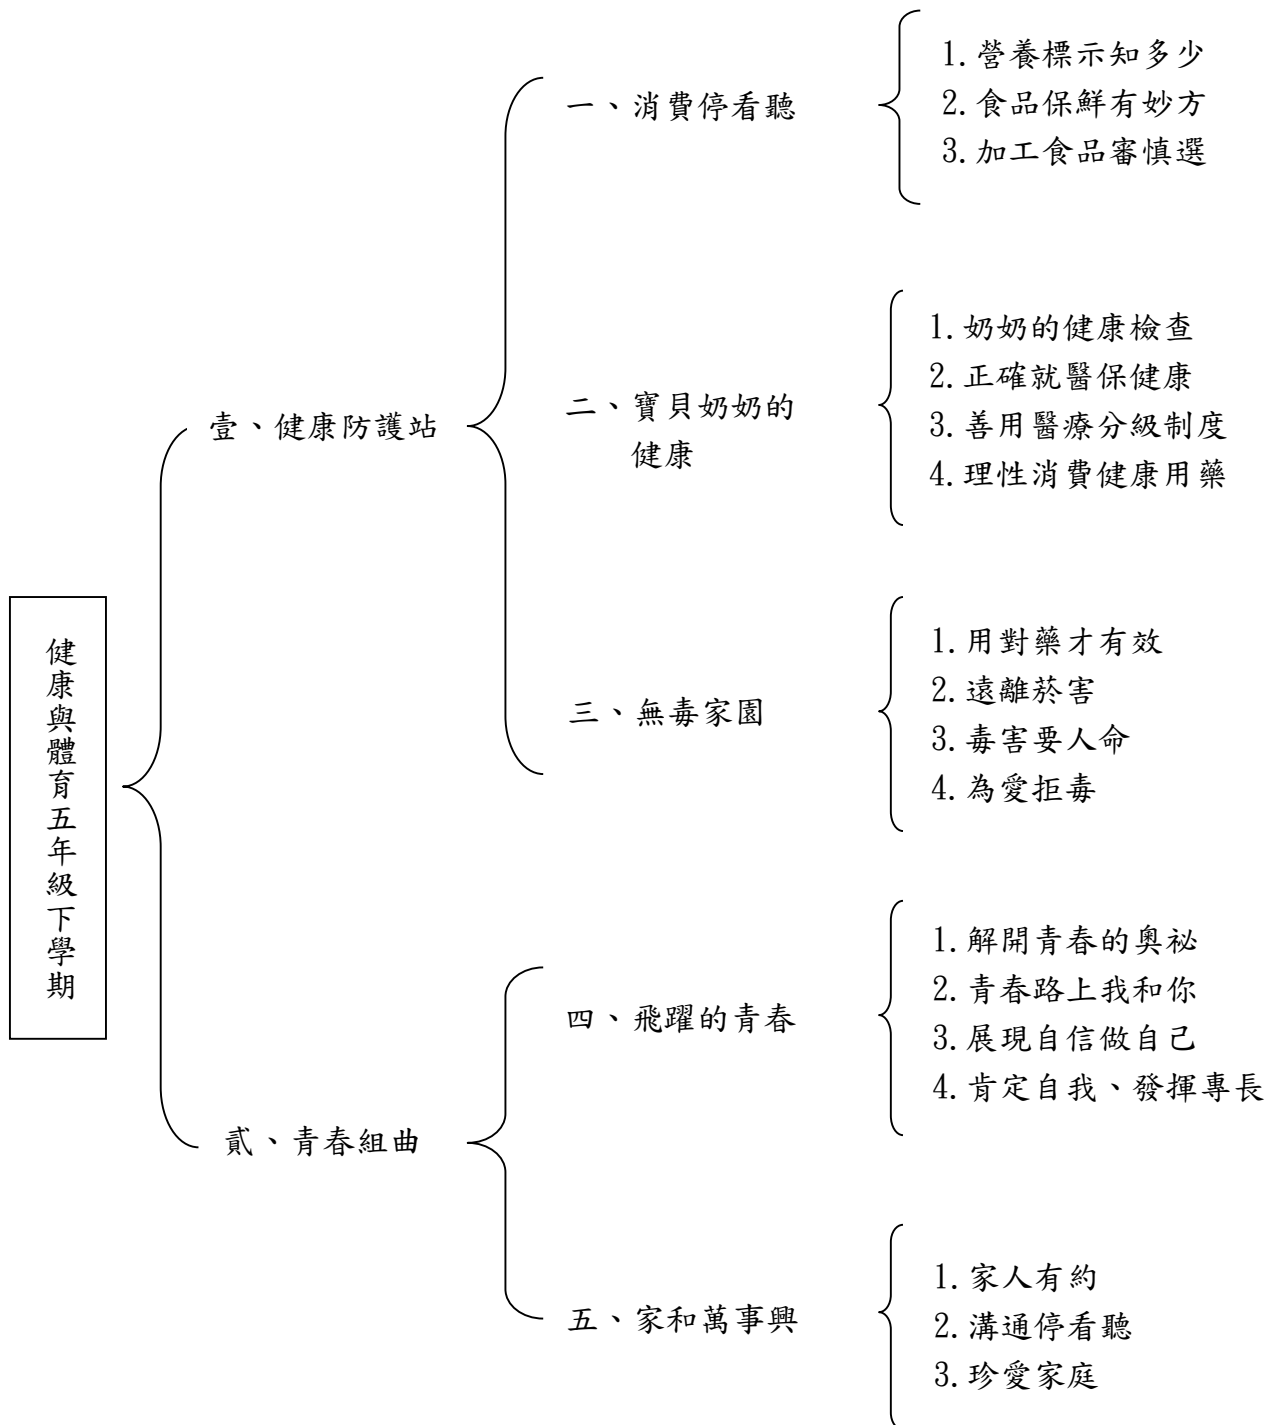 健康與體育五年級下學期
壹、健康防護站
一、消費停看聽
1.營養標示知多少
2.食品保鮮有妙方
3.加工食品審慎選
二、寶貝奶奶的
健康
1.奶奶的健康檢查
2.正確就醫保健康
3.善用醫療分級制度
4.理性消費健康用藥
三、無毒家園
1.用對藥才有效
2.遠離菸害
3.毒害要人命
4.為愛拒毒
貳、青春組曲
四、飛躍的青春
1.解開青春的奧祕
2.青春路上我和你
3.展現自信做自己
4.肯定自我、發揮專長
五、家和萬事興
1.家人有約
2.溝通停看聽
3.珍愛家庭